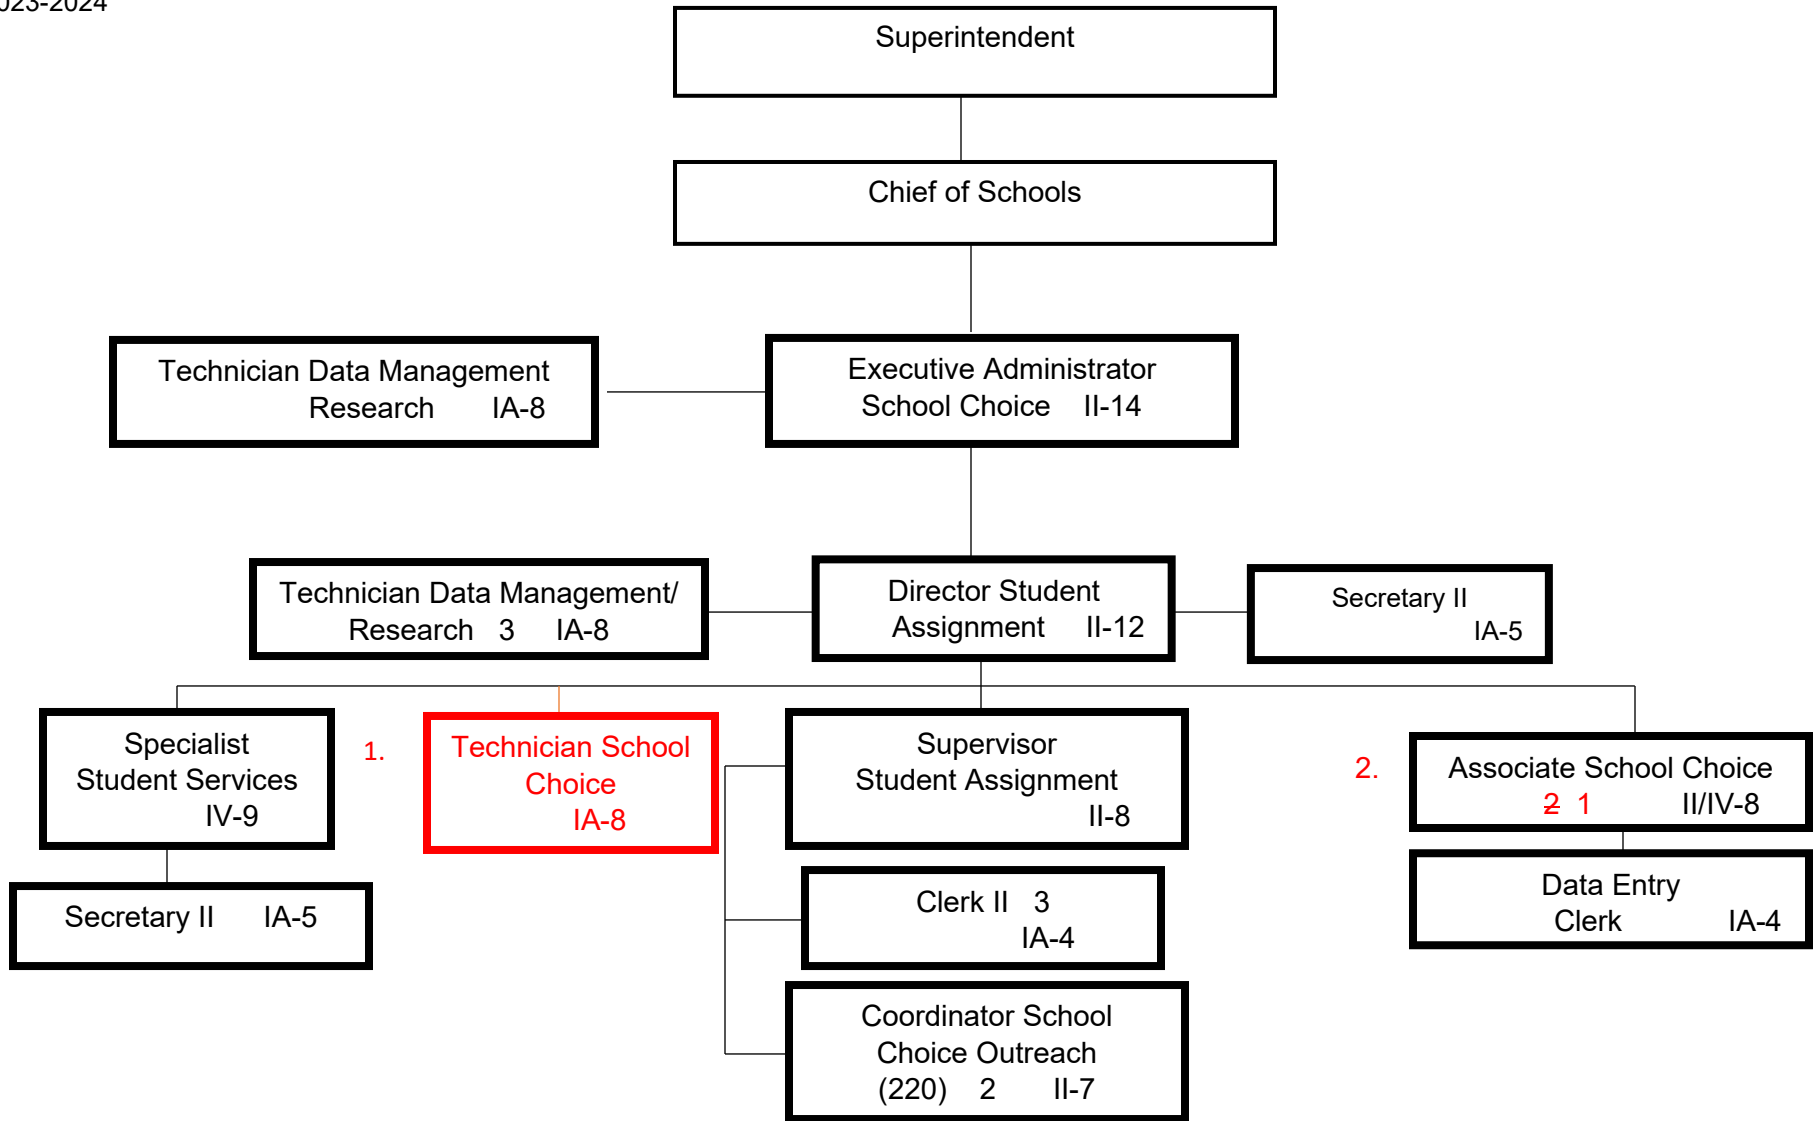 023-2024
Superintendent
Chief of Schools
Technician Data Management
Research IA-8
Executive Administrator
School Choice II-14
Technician Data Management/
Research 3 IA-8
Director Student
Assignment II-12
Secretary II
IA-5
Specialist
Student Services
IV-9
1.
Technician School
Choice
IA-8
Supervisor
Student Assignment
II-8
2.
Associate School Choice
2 1 II/IV-8
Secretary II IA-5
Clerk II 3
IA-4
Data Entry
Clerk IA-4
Coordinator School
Choice Outreach
(220) 2 II-7